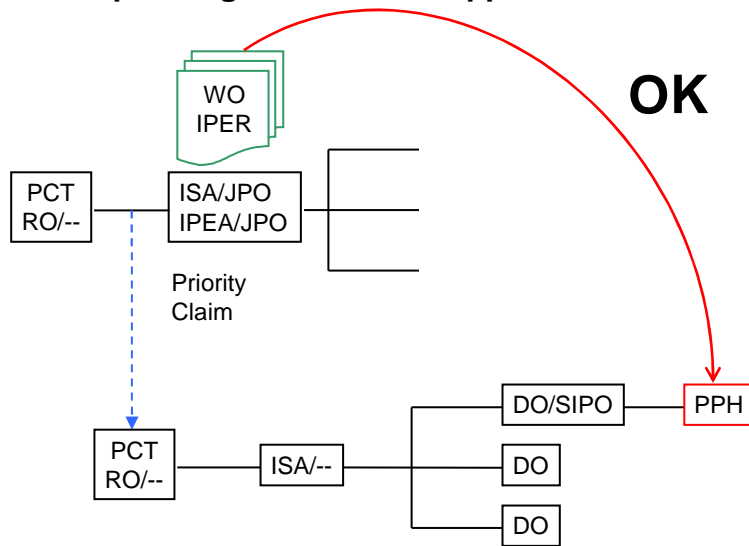 OK
WO
IPER
PCT
RO/--
ISA/JPO
IPEA/JPO
Priority
Claim
DO/SIPO
PPH
PCT
RO/--
ISA/--
DO
DO